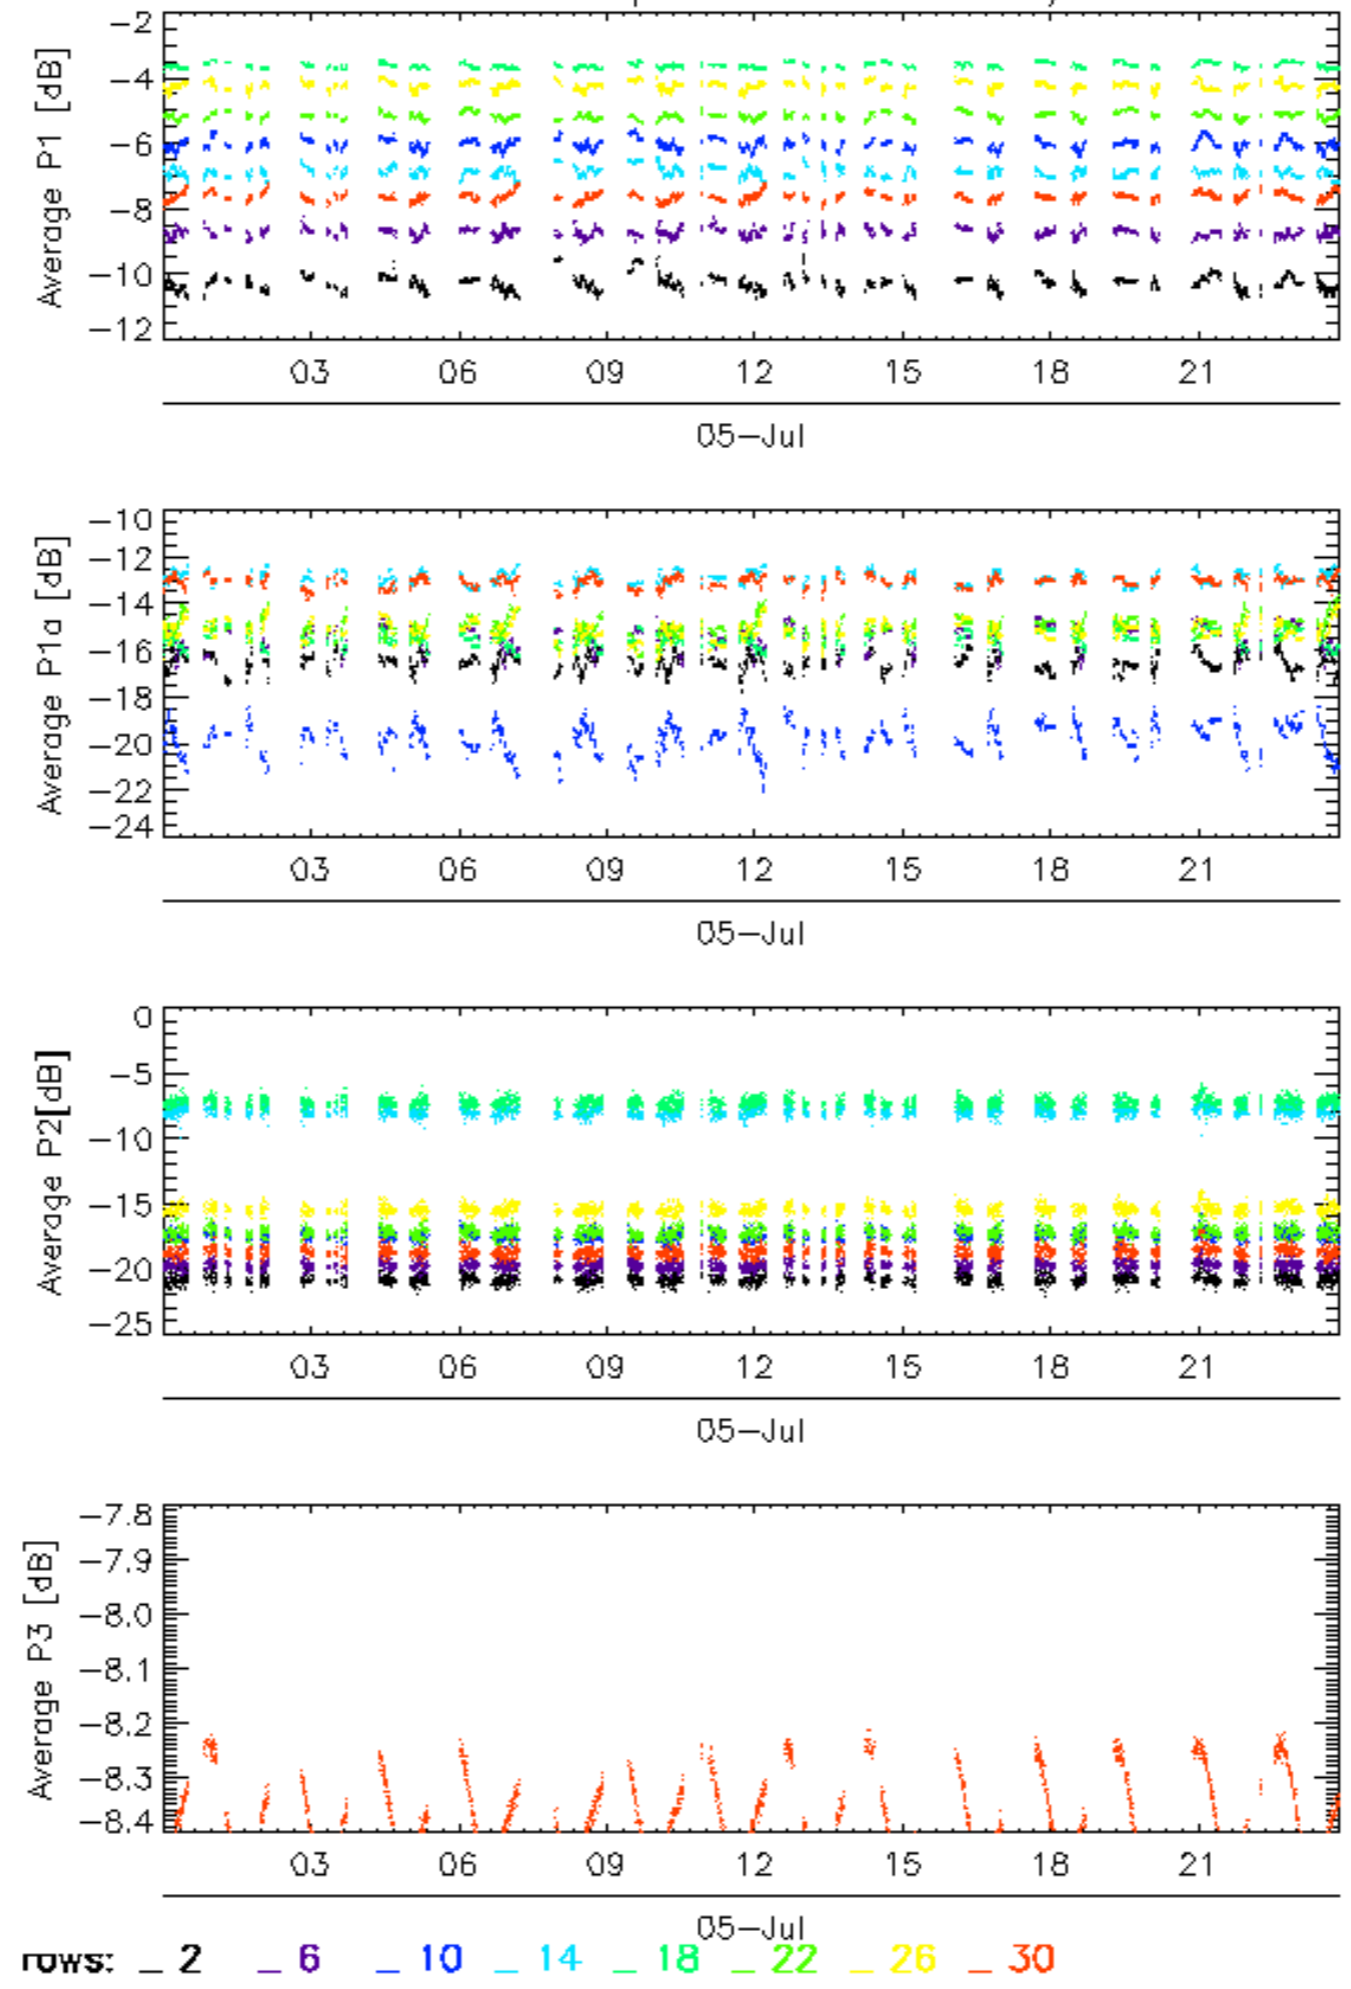 −2
−4
−6
−8
−10
−12
Average P1 [dB]
03 06 09 12 15 18 21
05−Jul
−10
−12
−14
−16
−18
−20
−22
−24
Average P1a [dB]
03 06 09 12 15 18 21
05−Jul
0
−5
−10
−15
−20
−25
Average P2[dB]
03 06 09 12 15 18 21
05−Jul
−7.8
−7.9
−8.0
−8.1
−8.2
−8.3
−8.4
Average P3 [dB]
03 06 09 12 15 18 21
05−Jul
rows: _ 2 _ 6 _ 10 _ 14 _ 18 _ 22 _ 26 _ 30